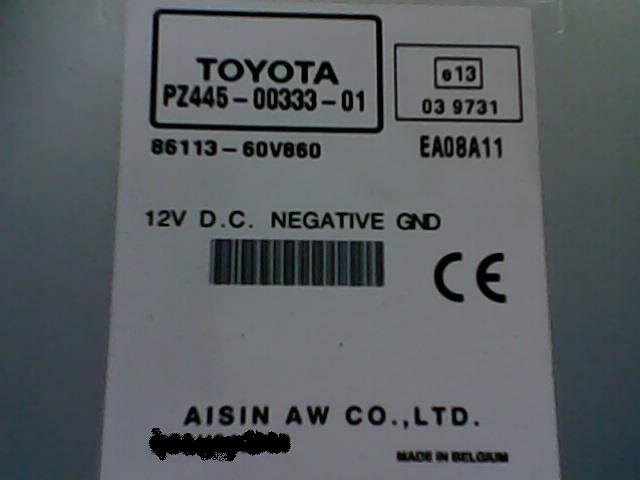 TOYOTA
PZ445-00333-01
e13
03 9731
86113-60V860
EA08A11
12V D.C. NEGATIVE GND
CE
AISIN AW CO.,LTD.
MADE IN BELGIUM